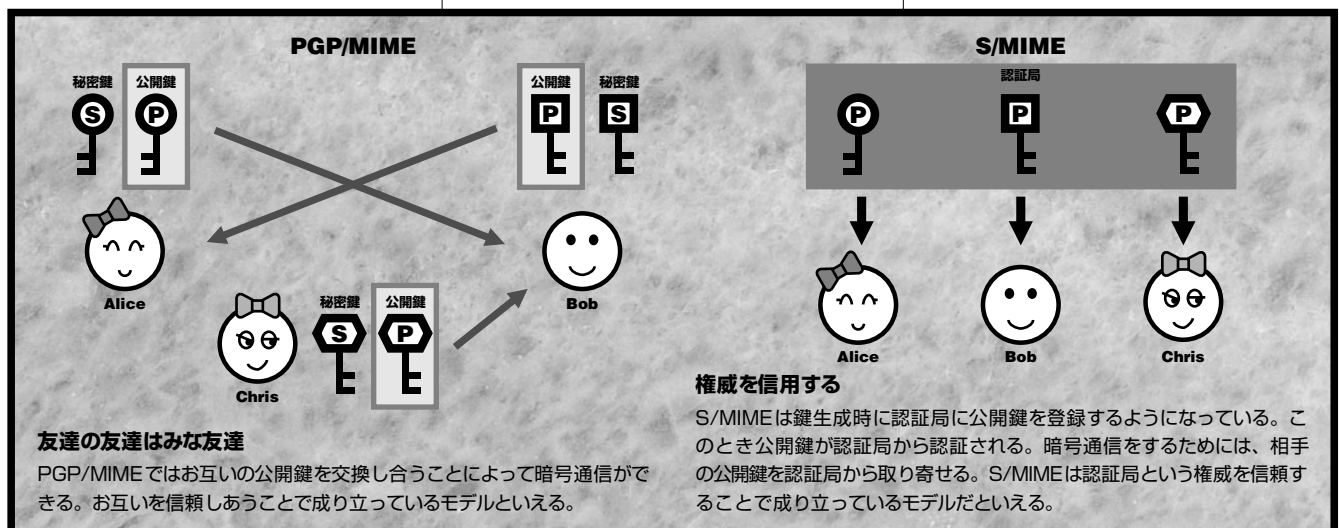 PGP/MIME
秘密鍵 公開鍵
S P
公開鍵 秘密鍵
P S
Alice
Bob
秘密鍵 公開鍵
S P
Chris
友達の友達はみな友達
PGP/MIMEではお互いの公開鍵を交換し合うことによって暗号通信がで
きる。お互いを信頼しあうことで成り立っているモデルといえる。
S/MIME
認証局
P P P
Alice Bob Chris
権威を信用する
S/MIMEは鍵生成時に認証局に公開鍵を登録するようになっている。こ
のとき公開鍵が認証局から認証される。暗号通信をするためには、相手
の公開鍵を認証局から取り寄せる。S/MIMEは認証局という権威を信頼す
ることで成り立っているモデルだといえる。